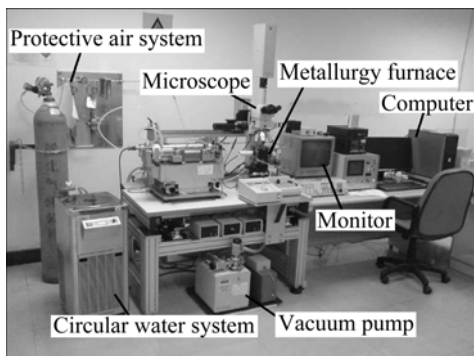 Protective air system
Microscope
Metallurgy furnace
Computer
Monitor
Circular water system
Vacuum pump